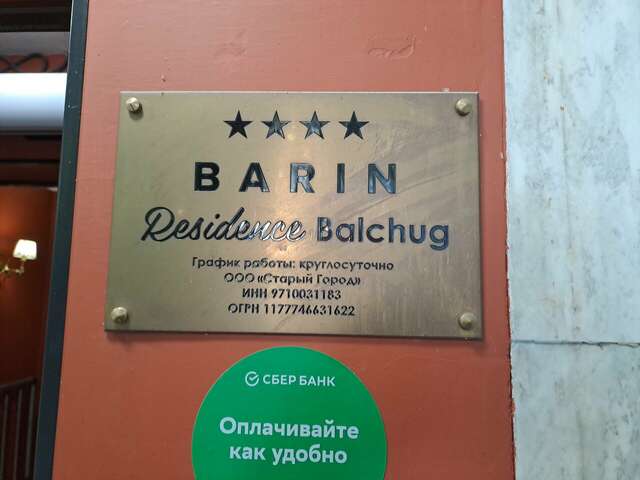 ★★★★
BARIN
Residence Balchug
График работы: круглосуточно
ООО «Старый Город»
ИНН 9710031183
ОГРН 1177746631622
СБЕР БАНК
Оплачивайте
как удобно